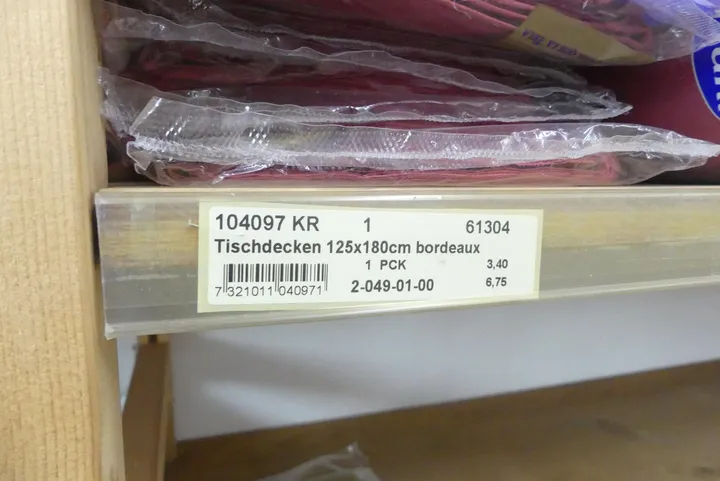 104097 KR 1 61304
Tischdecken 125x180cm bordeaux
1 PCK 3,40
7 321011 040971 2-049-01-00 6,75